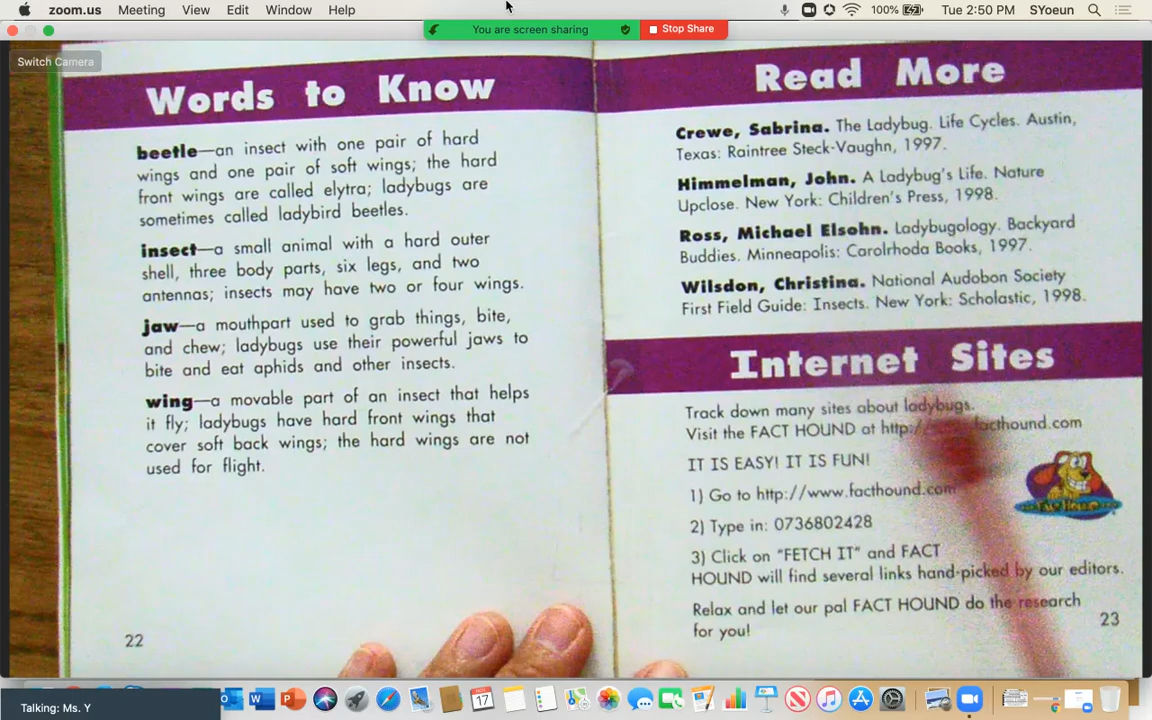 zoom.us Meeting View Edit Window Help 100% Tue 2:50 PM SYoeun
You are screen sharing Stop Share
Switch Camera
Words to Know
beetle—an insect with one pair of hard
wings and one pair of soft wings; the hard
front wings are called elytra; ladybugs are
sometimes called ladybird beetles.
insect—a small animal with a hard outer
shell, three body parts, six legs, and two
antennas; insects may have two or four wings.
jaw—a mouthpart used to grab things, bite,
and chew; ladybugs use their powerful jaws to
bite and eat aphids and other insects.
wing—a movable part of an insect that helps
it fly; ladybugs have hard front wings that
cover soft back wings; the hard wings are not
used for flight.
22
Read More
Crewe, Sabrina. The Ladybug. Life Cycles. Austin,
Texas: Raintree Steck-Vaughn, 1997.
Himmelman, John. A Ladybug's Life. Nature
Upclose. New York: Children's Press, 1998.
Ross, Michael Elsohn. Ladybugology. Backyard
Buddies. Minneapolis: Carolrhoda Books, 1997.
Wilsdon, Christina. National Audobon Society
First Field Guide: Insects. New York: Scholastic, 1998.
Internet Sites
Track down many sites about ladybugs.
Visit the FACT HOUND at http:// facthound.com
IT IS EASY! IT IS FUN!
1) Go to http://www.facthound.com
2) Type in: 0736802428
3) Click on "FETCH IT" and FACT
HOUND will find several links hand-picked by our editors.
Relax and let our pal FACT HOUND do the research
for you!
23
Talking: Ms. Y
17